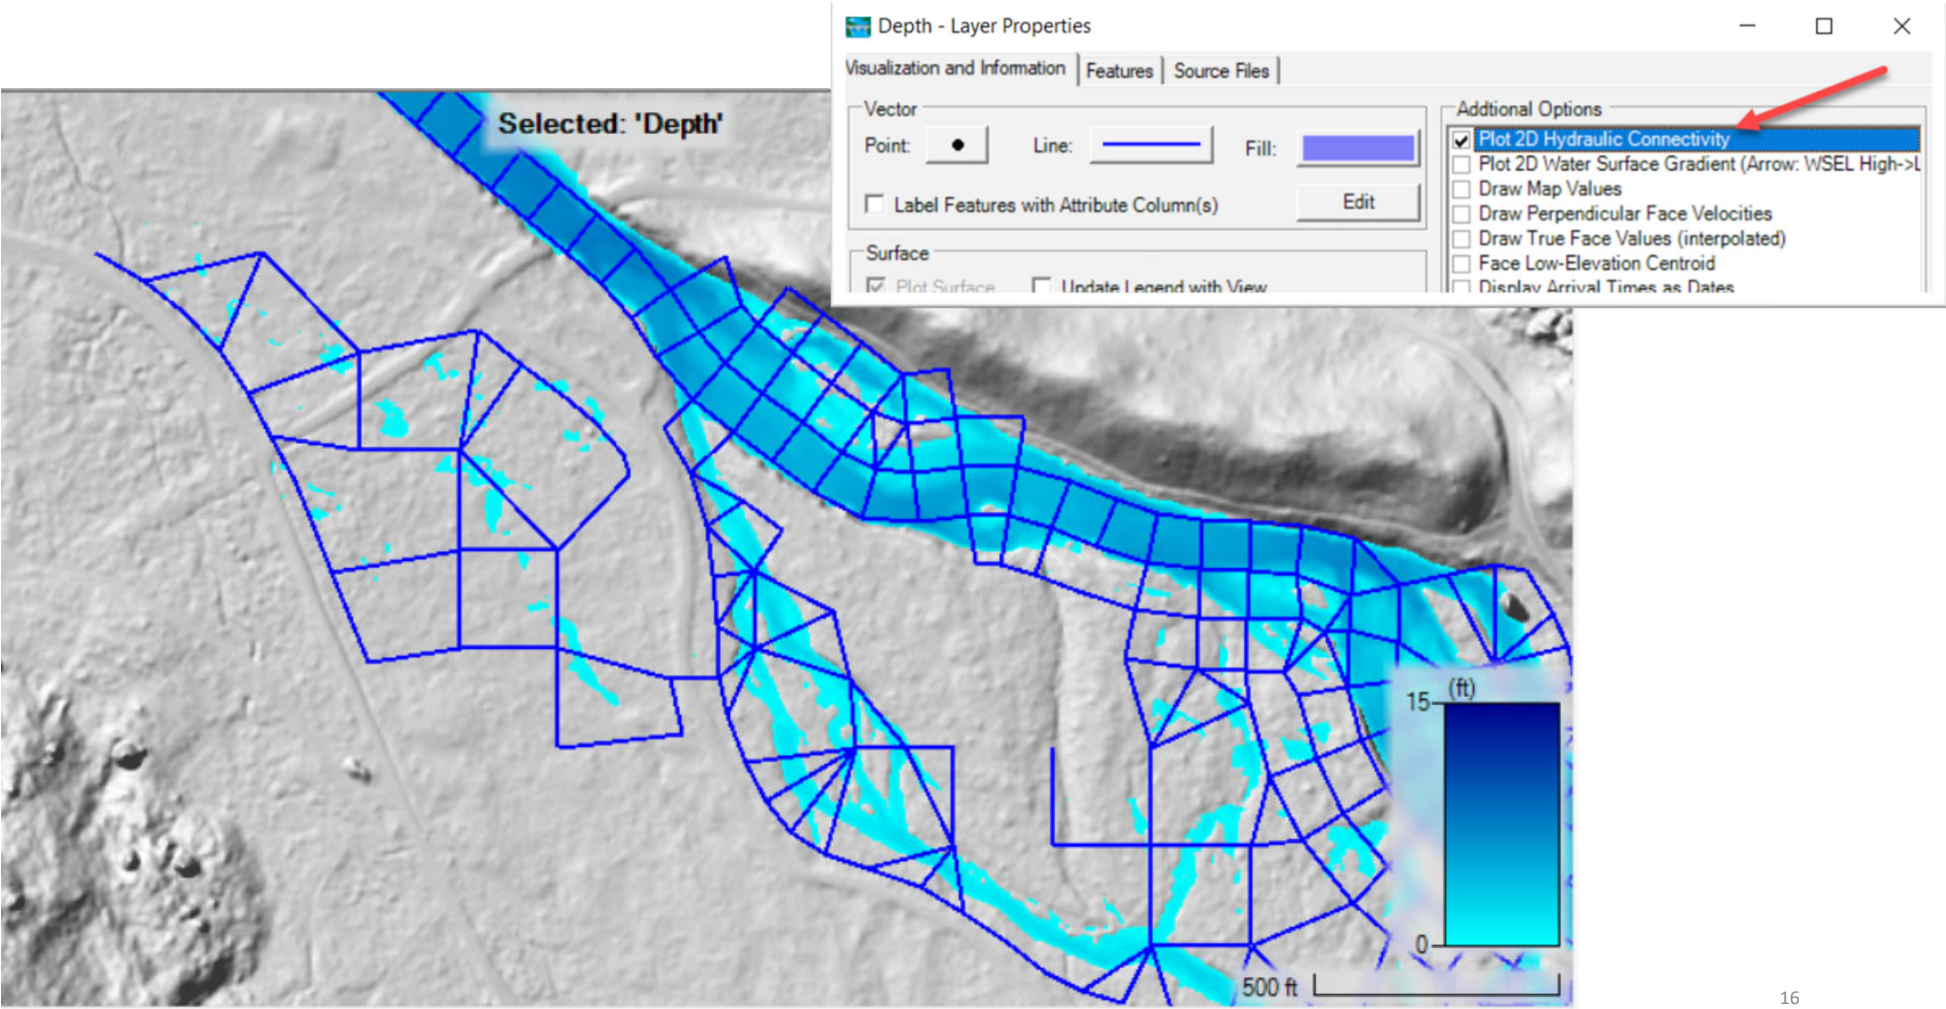 Depth - Layer Properties
Visualization and Information
Features
Source Files
Vector
Point:
Line:
Fill:
Label Features with Attribute Column(s)
Edit
Surface
Plot Surface
Update Legend with View
Addtional Options
Plot 2D Hydraulic Connectivity
Plot 2D Water Surface Gradient (Arrow: WSEL High->L
Draw Map Values
Draw Perpendicular Face Velocities
Draw True Face Values (interpolated)
Face Low-Elevation Centroid
Display Arrival Times as Dates
Selected: 'Depth'
(ft)
15
0
500 ft
16